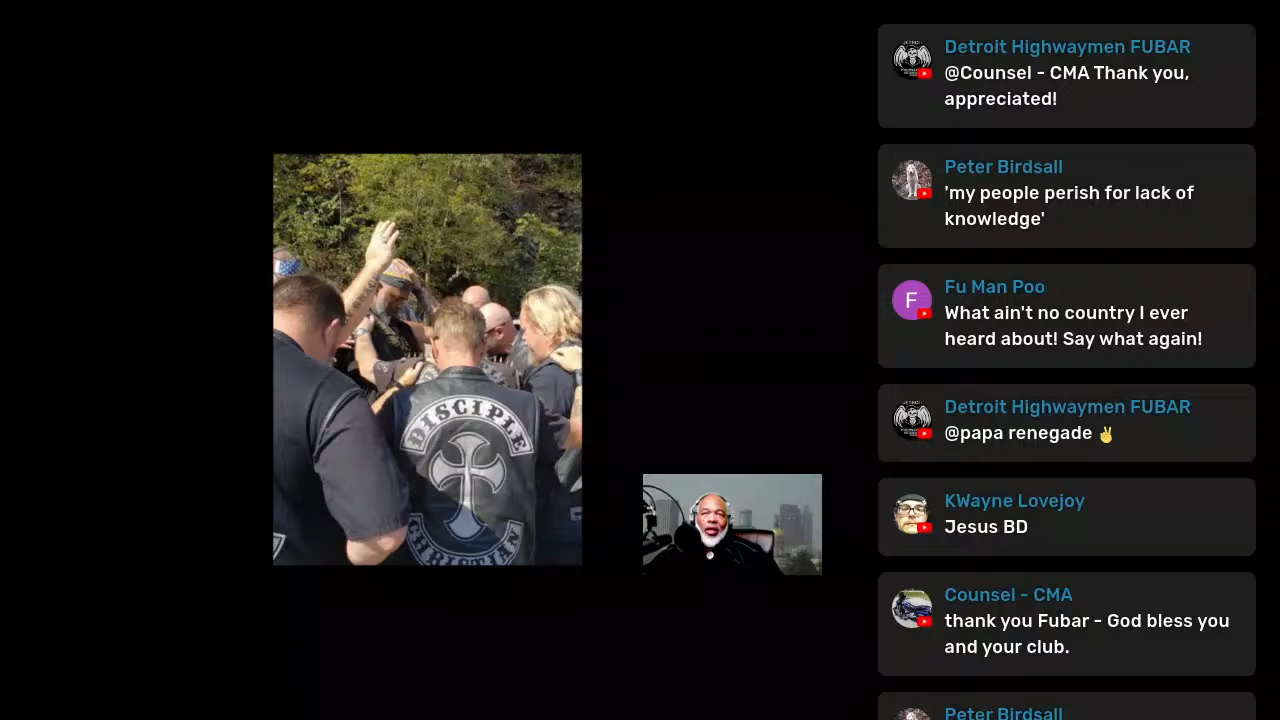 DISCIPLE
CHRISTIAN
Detroit Highwaymen FUBAR
@Counsel - CMA Thank you,
appreciated!
Peter Birdsall
'my people perish for lack of
knowledge'
F
Fu Man Poo
What ain't no country I ever
heard about! Say what again!
Detroit Highwaymen FUBAR
@papa renegade ✌️
KWayne Lovejoy
Jesus BD
Counsel - CMA
thank you Fubar - God bless you
and your club.
Peter Birdsall